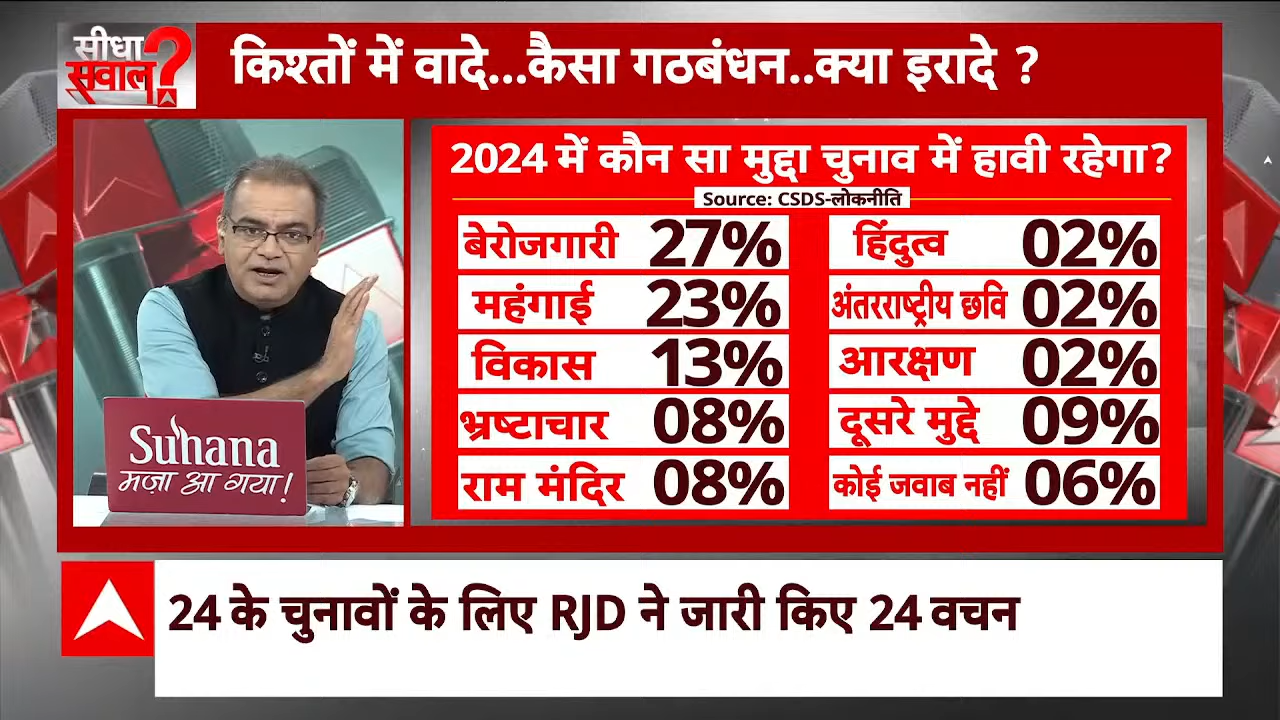 सीधा
सवाल?
किश्तों में वादे...कैसा गठबंधन..क्या इरादे ?
2024 में कौन सा मुद्दा चुनाव में हावी रहेगा?
Source: CSDS-लोकनीति
बेरोजगारी 27%
महंगाई 23%
विकास 13%
भ्रष्टाचार 08%
राम मंदिर 08%
हिंदुत्व 02%
अंतरराष्ट्रीय छवि 02%
आरक्षण 02%
दूसरे मुद्दे 09%
कोई जवाब नहीं 06%
Suhana
मज़ा आ गया!
24 के चुनावों के लिए RJD ने जारी किए 24 वचन